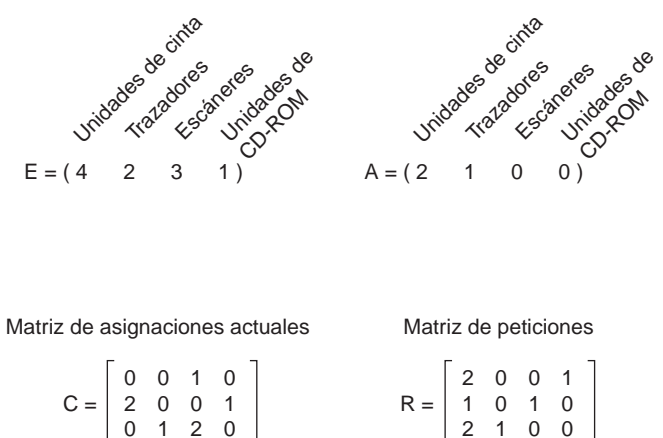 Unidades de cinta
Trazadores
Escáneres
Unidades de
CD-ROM
E = ( 4 2 3 1 )
Unidades de cinta
Trazadores
Escáneres
Unidades de
CD-ROM
A = ( 2 1 0 0 )
Matriz de asignaciones actuales
0 0 1 0
C = 2 0 0 1
0 1 2 0
Matriz de peticiones
2 0 0 1
R = 1 0 1 0
2 1 0 0